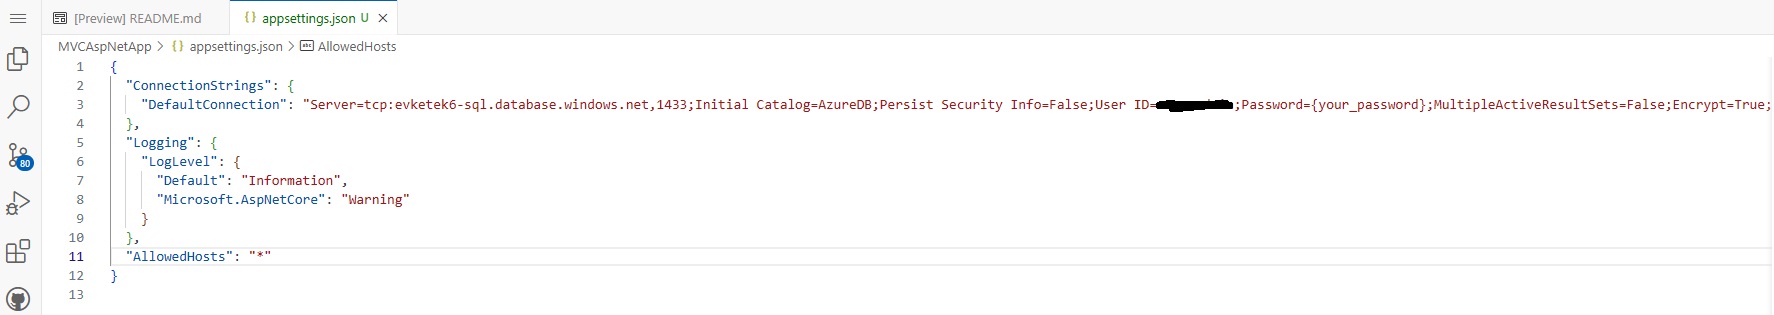 [Preview] README.md
appsettings.json U
MVCAspNetApp > appsettings.json > AllowedHosts
1 {
2 "ConnectionStrings": {
3 "DefaultConnection": "Server=tcp:evketek6-sql.database.windows.net,1433;Initial Catalog=AzureDB;Persist Security Info=False;User ID= ;Password={your_password};MultipleActiveResultSets=False;Encrypt=True;
4 },
5 "Logging": {
6 "LogLevel": {
7 "Default": "Information",
8 "Microsoft.AspNetCore": "Warning"
9 }
10 },
11 "AllowedHosts": "*"
12 }
13
80